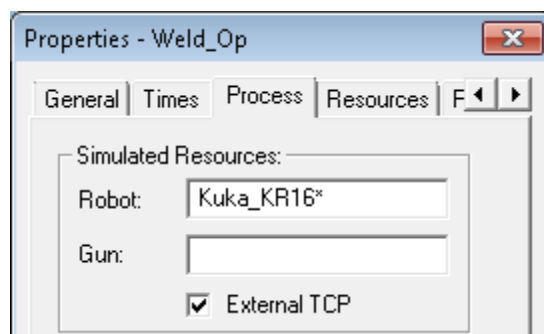 Properties - Weld_Op
General Times Process Resources F
Simulated Resources:
Robot: Kuka_KR16*
Gun:
External TCP